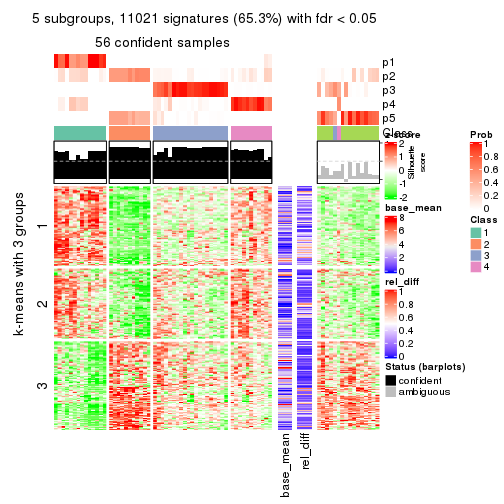 5 subgroups, 11021 signatures (65.3%) with fdr < 0.05
56 confident samples
p1
p2
p3
p4
p5
Class
Silhouette
score
k-means with 3 groups
1
2
3
base_mean
rel_diff
z-score
2
1
0
-1
-2
base_mean
8
6
4
2
0
rel_diff
1
0.8
0.6
0.4
0.2
0
Status (barplots)
confident
ambiguous
Prob
1
0.8
0.6
0.4
0.2
0
Class
1
2
3
4